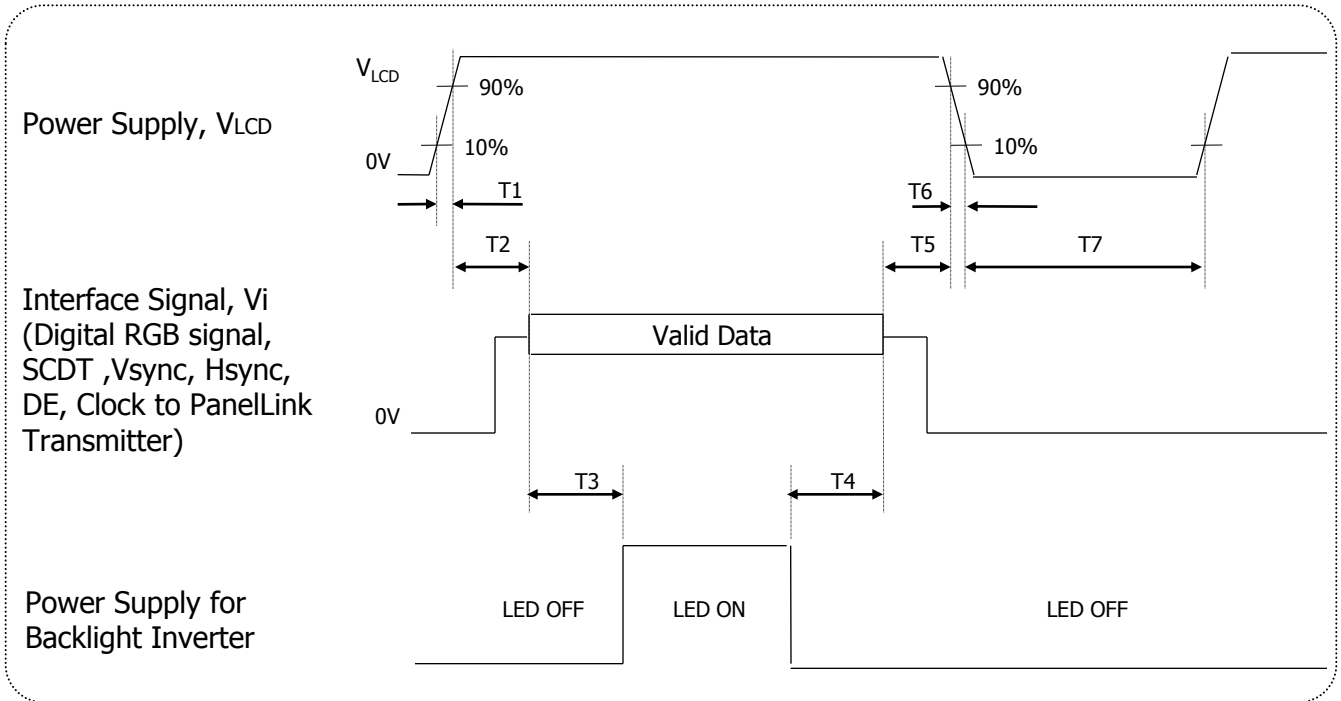 VLCD
90%
90%
Power Supply, VLCD
10%
10%
0V
T1
T6
T2
T5
T7
Interface Signal, Vi
(Digital RGB signal,
SCDT ,Vsync, Hsync,
DE, Clock to PanelLink
Transmitter)
Valid Data
0V
T3
T4
Power Supply for
Backlight Inverter
LED OFF
LED ON
LED OFF